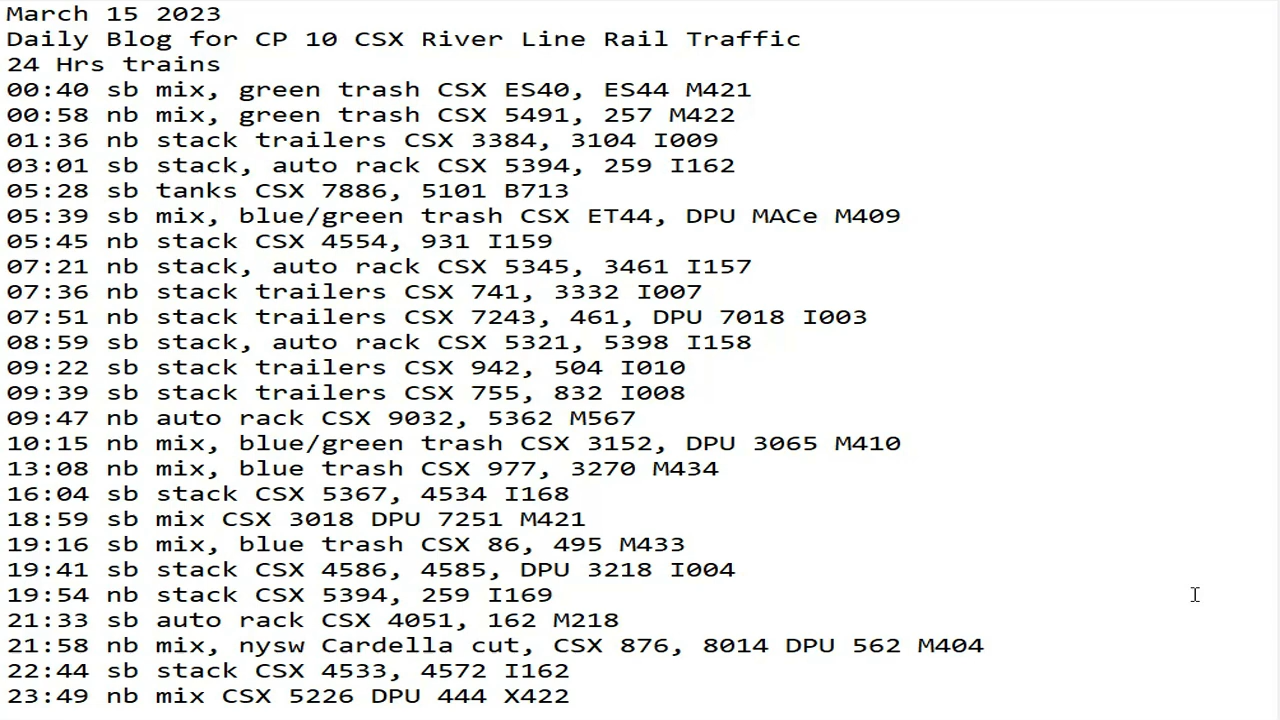 March 15 2023
Daily Blog for CP 10 CSX River Line Rail Traffic
24 Hrs trains
00:40 sb mix, green trash CSX ES40, ES44 M421
00:58 nb mix, green trash CSX 5491, 257 M422
01:36 nb stack trailers CSX 3384, 3104 I009
03:01 sb stack, auto rack CSX 5394, 259 I162
05:28 sb tanks CSX 7886, 5101 B713
05:39 sb mix, blue/green trash CSX ET44, DPU MACe M409
05:45 nb stack CSX 4554, 931 I159
07:21 nb stack, auto rack CSX 5345, 3461 I157
07:36 nb stack trailers CSX 741, 3332 I007
07:51 nb stack trailers CSX 7243, 461, DPU 7018 I003
08:59 sb stack, auto rack CSX 5321, 5398 I158
09:22 sb stack trailers CSX 942, 504 I010
09:39 sb stack trailers CSX 755, 832 I008
09:47 nb auto rack CSX 9032, 5362 M567
10:15 nb mix, blue/green trash CSX 3152, DPU 3065 M410
13:08 nb mix, blue trash CSX 977, 3270 M434
16:04 sb stack CSX 5367, 4534 I168
18:59 sb mix CSX 3018 DPU 7251 M421
19:16 sb mix, blue trash CSX 86, 495 M433
19:41 sb stack CSX 4586, 4585, DPU 3218 I004
19:54 nb stack CSX 5394, 259 I169
21:33 sb auto rack CSX 4051, 162 M218
21:58 nb mix, nysw Cardella cut, CSX 876, 8014 DPU 562 M404
22:44 sb stack CSX 4533, 4572 I162
23:49 nb mix CSX 5226 DPU 444 X422